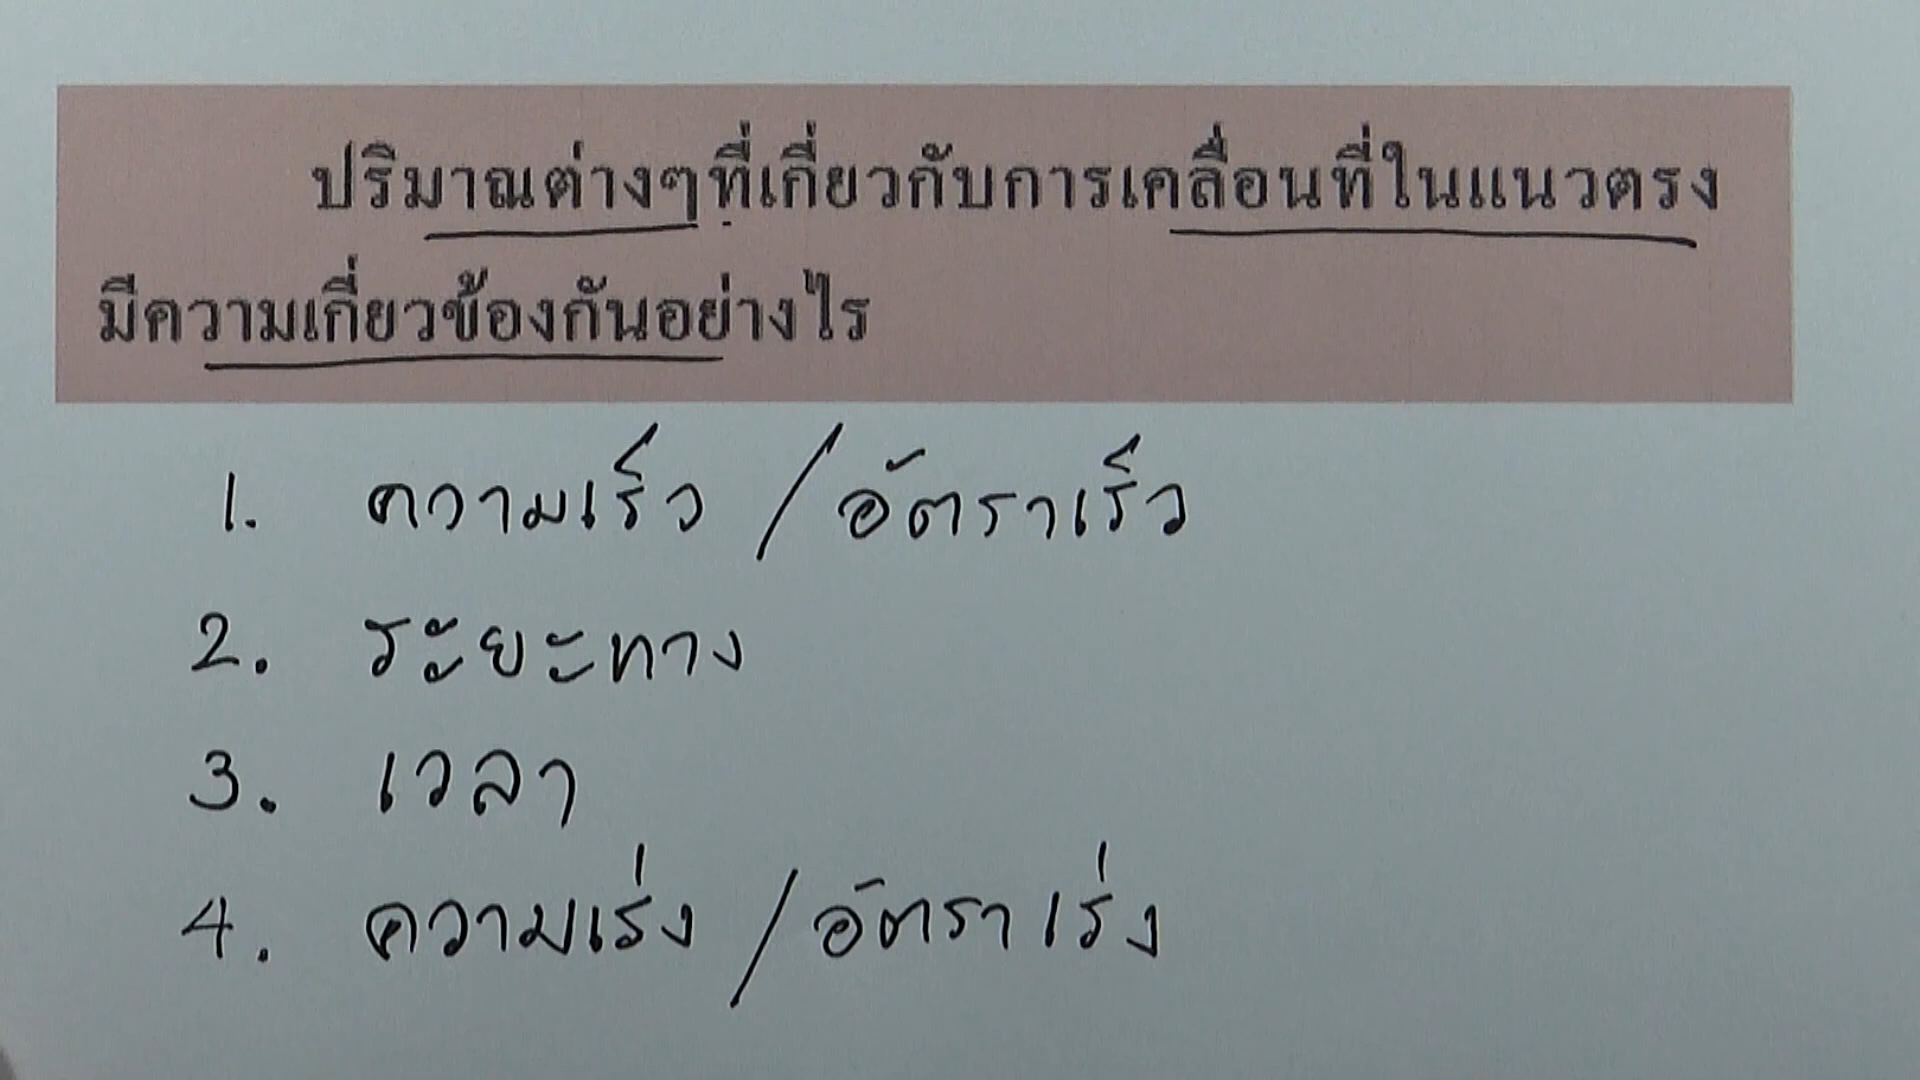 ปริมาณต่างๆที่เกี่ยวกับการเคลื่อนที่ในแนวตรง
มีความเกี่ยวข้องกันอย่างไร
1. ความเร็ว / อัตราเร็ว
2. ระยะทาง
3. เวลา
4. ความเร่ง / อัตราเร่ง